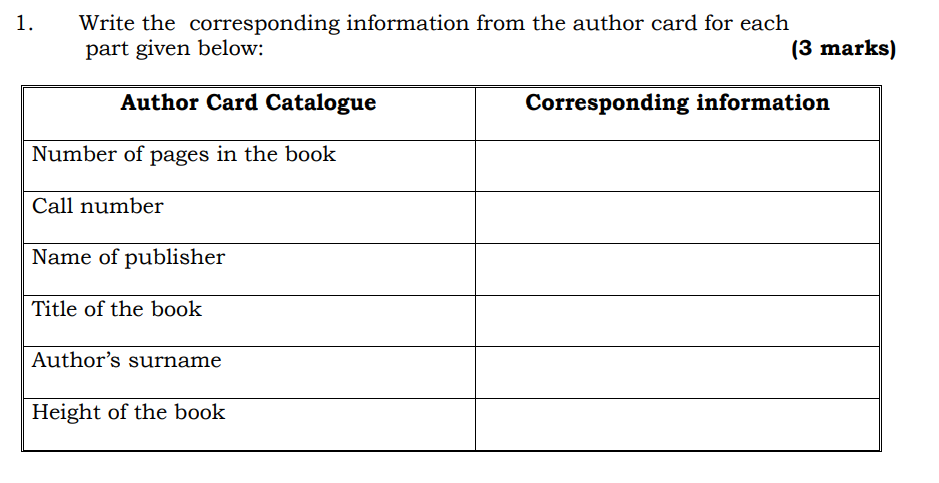 1. Write the corresponding information from the author card for each
part given below: (3 marks)
Author Card Catalogue Corresponding information
Number of pages in the book
Call number
Name of publisher
Title of the book
Author’s surname
Height of the book